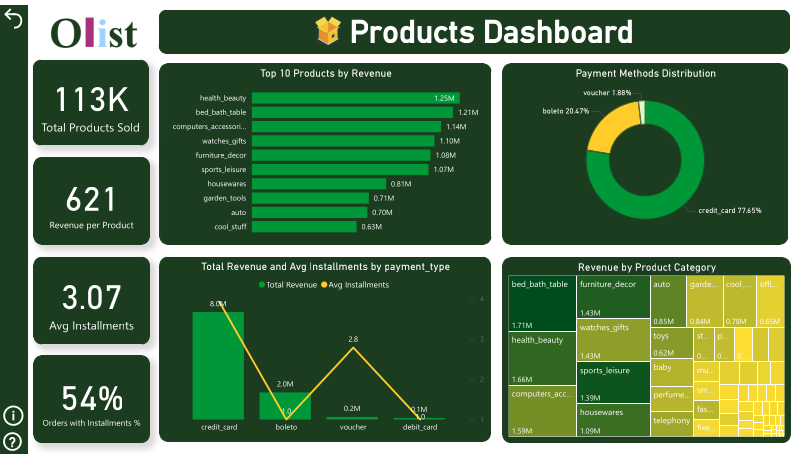 Olist
Products Dashboard
113K
Total Products Sold
621
Revenue per Product
3.07
Avg Installments
54%
Orders with Installments %
Top 10 Products by Revenue
health_beauty 1.25M
bed_bath_table 1.21M
computers_accessori... 1.14M
watches_gifts 1.10M
furniture_decor 1.08M
sports_leisure 1.07M
housewares 0.81M
garden_tools 0.71M
auto 0.70M
cool_stuff 0.63M
Payment Methods Distribution
voucher 1.88%
boleto 20.47%
credit_card 77.65%
Total Revenue and Avg Installments by payment_type
Total Revenue Avg Installments
8.0M
2.0M
1.0
2.8
0.2M
0.1M
4
3
2
1
credit_card boleto voucher debit_card
Revenue by Product Category
bed_bath_table
1.71M
health_beauty
1.66M
computers_acc...
1.59M
furniture_decor
1.43M
watches_gifts
1.43M
sports_leisure
1.39M
housewares
1.09M
auto
0.85M
garde...
0.84M
cool_...
0.78M
offi...
0.65M
toys
0.62M
st...
0...
p...
0...
0...
baby
perfume...
telephony
mu...
sm...
fas...
fixe...